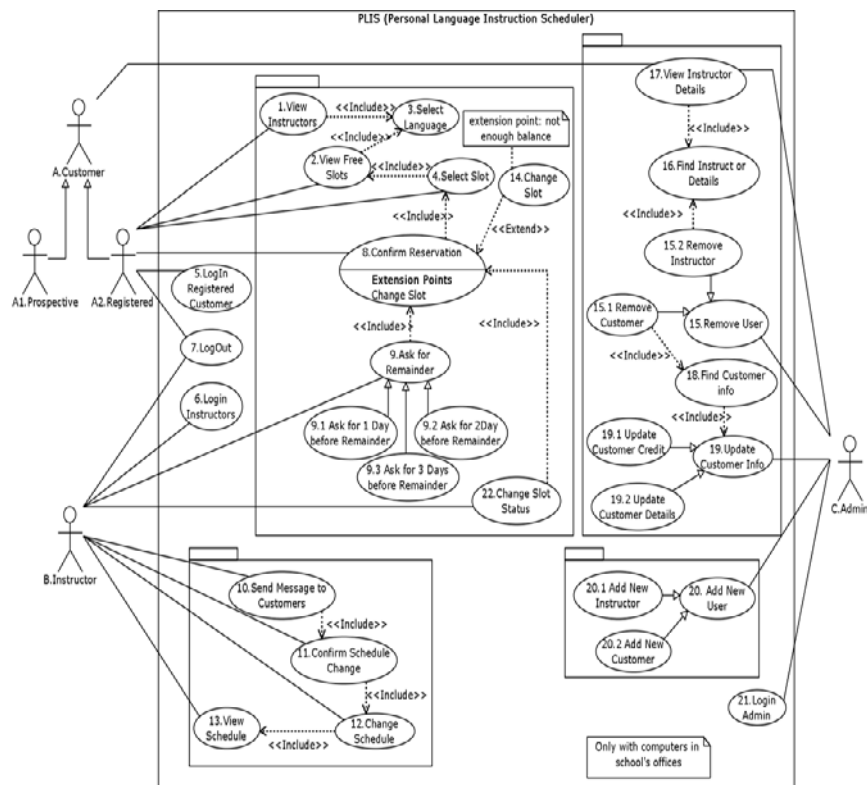 PLIS (Personal Language Instruction Scheduler)
A.Customer
A1.Prospective
A2.Registered
B.Instructor
C.Admin
1.View
Instructors
<<Include>>
3.Select
Language
<<Include>>
2.View Free
Slots
<<Include>>
4.Select Slot
extension point: not
enough balance
14.Change
Slot
<<Include>>
<<Extend>>
8.Confirm Reservation
Extension Points
Change Slot
<<Include>>
<<Include>>
9.Ask for
Remainder
9.1 Ask for 1 Day
before Remainder
9.2 Ask for 2Day
before Remainder
9.3 Ask for 3 Days
before Remainder
22.Change Slot
Status
5.LogIn
Registered
Customer
7.LogOut
6.Login
Instructors
17.View Instructor
Details
<<Include>>
16.Find Instruct or
Details
<<Include>>
15.2 Remove
Instructor
15.1 Remove
Customer
15.Remove User
<<Include>>
18.Find Customer
info
<<Include>>
19.1 Update
Customer Credit
19.Update
Customer Info
19.2 Update
Customer Details
10.Send Message to
Customers
<<Include>>
11.Confirm Schedule
Change
<<Include>>
13.View
Schedule
<<Include>>
12.Change
Schedule
20.1 Add New
Instructor
20. Add New
User
20.2 Add New
Customer
21.Login
Admin
Only with computers in
school's offices